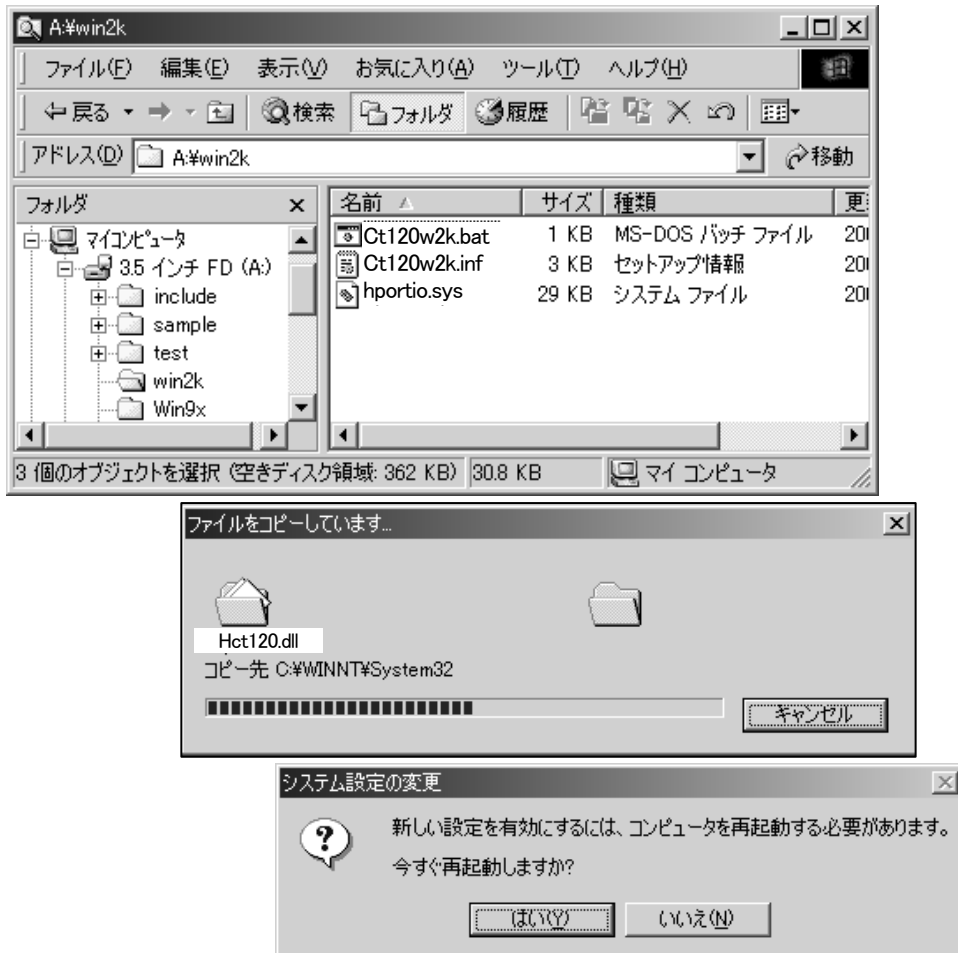 A:¥win2k
ファイル(F) 編集(E) 表示(V) お気に入り(A) ツール(T) ヘルプ(H)
戻る 検索 フォルダ 履歴
アドレス(D) A:¥win2k 移動
フォルダ
マイコンピュータ
3.5 インチ FD (A:)
include
sample
test
win2k
Win9x
名前 サイズ 種類 更
Ct120w2k.bat 1 KB MS-DOS バッチ ファイル 200
Ct120w2k.inf 3 KB セットアップ情報 200
hportio.sys 29 KB システム ファイル 200
3 個のオブジェクトを選択 (空きディスク領域: 362 KB) 30.8 KB マイ コンピュータ
ファイルをコピーしています...
Hct120.dll
コピー先 C:¥WINNT¥System32
キャンセル
システム設定の変更
新しい設定を有効にするには、コンピュータを再起動する必要があります。
今すぐ再起動しますか?
はい(Y) いいえ(N)